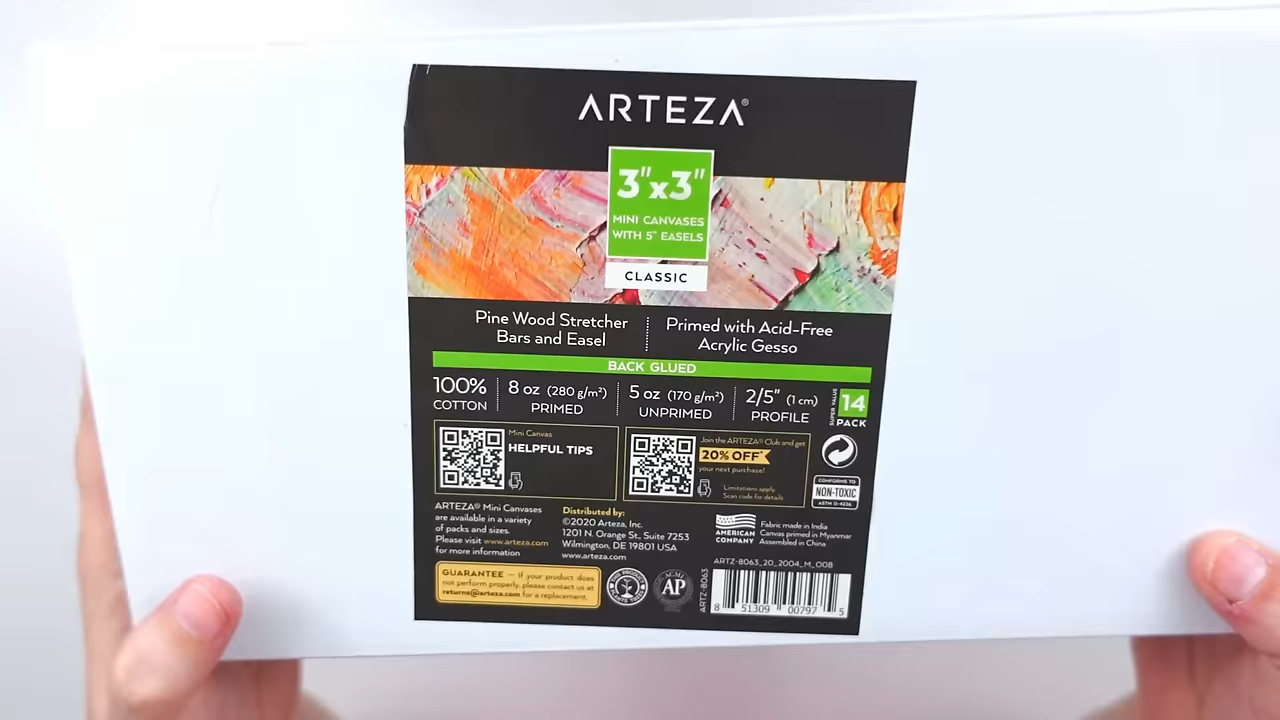 ARTEZA®
3"x3"
MINI CANVASES
WITH 5" EASELS
CLASSIC
Pine Wood Stretcher
Bars and Easel
Primed with Acid-Free
Acrylic Gesso
BACK GLUED
100%
COTTON
8 oz (280 g/m²)
PRIMED
5 oz (170 g/m²)
UNPRIMED
2/5" (1 cm)
PROFILE
SUPER VALUE
14
PACK
Mini Canvas
HELPFUL TIPS
Join the ARTEZA® Club and get
20% OFF*
your next purchase!
*Limitations apply.
Scan code for details
CONFORMS TO
NON-TOXIC
ASTM D-4236
ARTEZA® Mini Canvases
are available in a variety
of packs and sizes.
Please visit www.arteza.com
for more information
Distributed by:
©2020 Arteza, Inc.
1201 N. Orange St., Suite 7253
Wilmington, DE 19801 USA
www.arteza.com
AMERICAN
COMPANY
Fabric made in India
Canvas primed in Myanmar
Assembled in China
GUARANTEE — If your product does
not perform properly, please contact us at
returns@arteza.com for a replacement.
ACMI
AP
ARTZ-8063
ARTZ-8063_20_2004_M_008
8 51309 00797 5